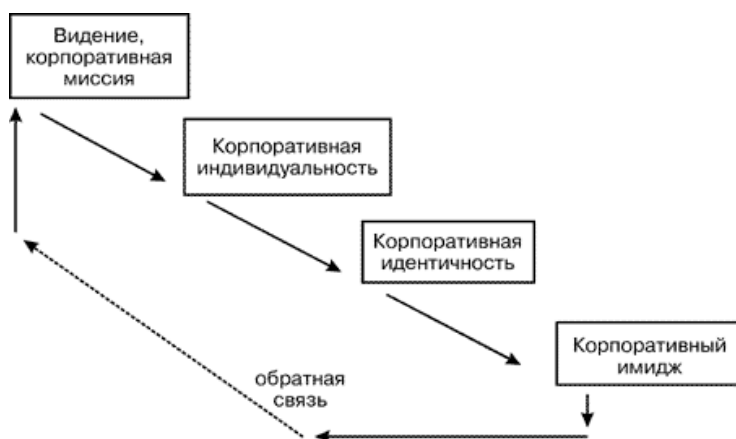 Видение,
корпоративная
миссия
Корпоративная
индивидуальность
Корпоративная
идентичность
Корпоративный
имидж
обратная
связь